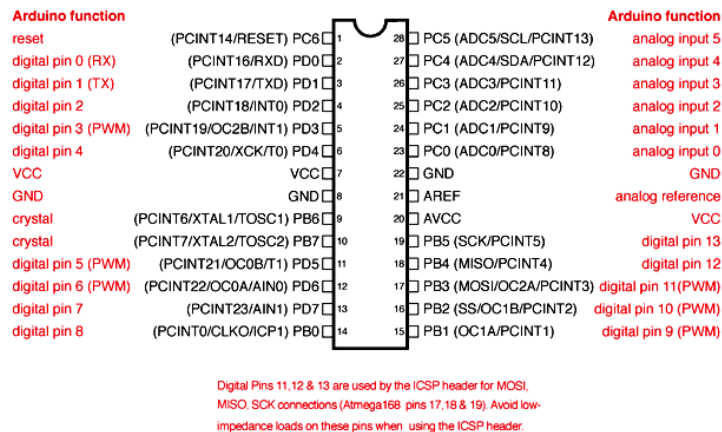 Arduino function Arduino function
reset (PCINT14/RESET) PC6 1 28 PC5 (ADC5/SCL/PCINT13) analog input 5
digital pin 0 (RX) (PCINT16/RXD) PD0 2 27 PC4 (ADC4/SDA/PCINT12) analog input 4
digital pin 1 (TX) (PCINT17/TXD) PD1 3 26 PC3 (ADC3/PCINT11) analog input 3
digital pin 2 (PCINT18/INT0) PD2 4 25 PC2 (ADC2/PCINT10) analog input 2
digital pin 3 (PWM) (PCINT19/OC2B/INT1) PD3 5 24 PC1 (ADC1/PCINT9) analog input 1
digital pin 4 (PCINT20/XCK/T0) PD4 6 23 PC0 (ADC0/PCINT8) analog input 0
VCC VCC 7 22 GND GND
GND GND 8 21 AREF analog reference
crystal (PCINT6/XTAL1/TOSC1) PB6 9 20 AVCC VCC
crystal (PCINT7/XTAL2/TOSC2) PB7 10 19 PB5 (SCK/PCINT5) digital pin 13
digital pin 5 (PWM) (PCINT21/OC0B/T1) PD5 11 18 PB4 (MISO/PCINT4) digital pin 12
digital pin 6 (PWM) (PCINT22/OC0A/AIN0) PD6 12 17 PB3 (MOSI/OC2A/PCINT3) digital pin 11(PWM)
digital pin 7 (PCINT23/AIN1) PD7 13 16 PB2 (SS/OC1B/PCINT2) digital pin 10 (PWM)
digital pin 8 (PCINT0/CLKO/ICP1) PB0 14 15 PB1 (OC1A/PCINT1) digital pin 9 (PWM)
Digital Pins 11,12 & 13 are used by the ICSP header for MOSI,
MISO, SCK connections (Atmega168 pins 17,18 & 19). Avoid low-
impedance loads on these pins when using the ICSP header.